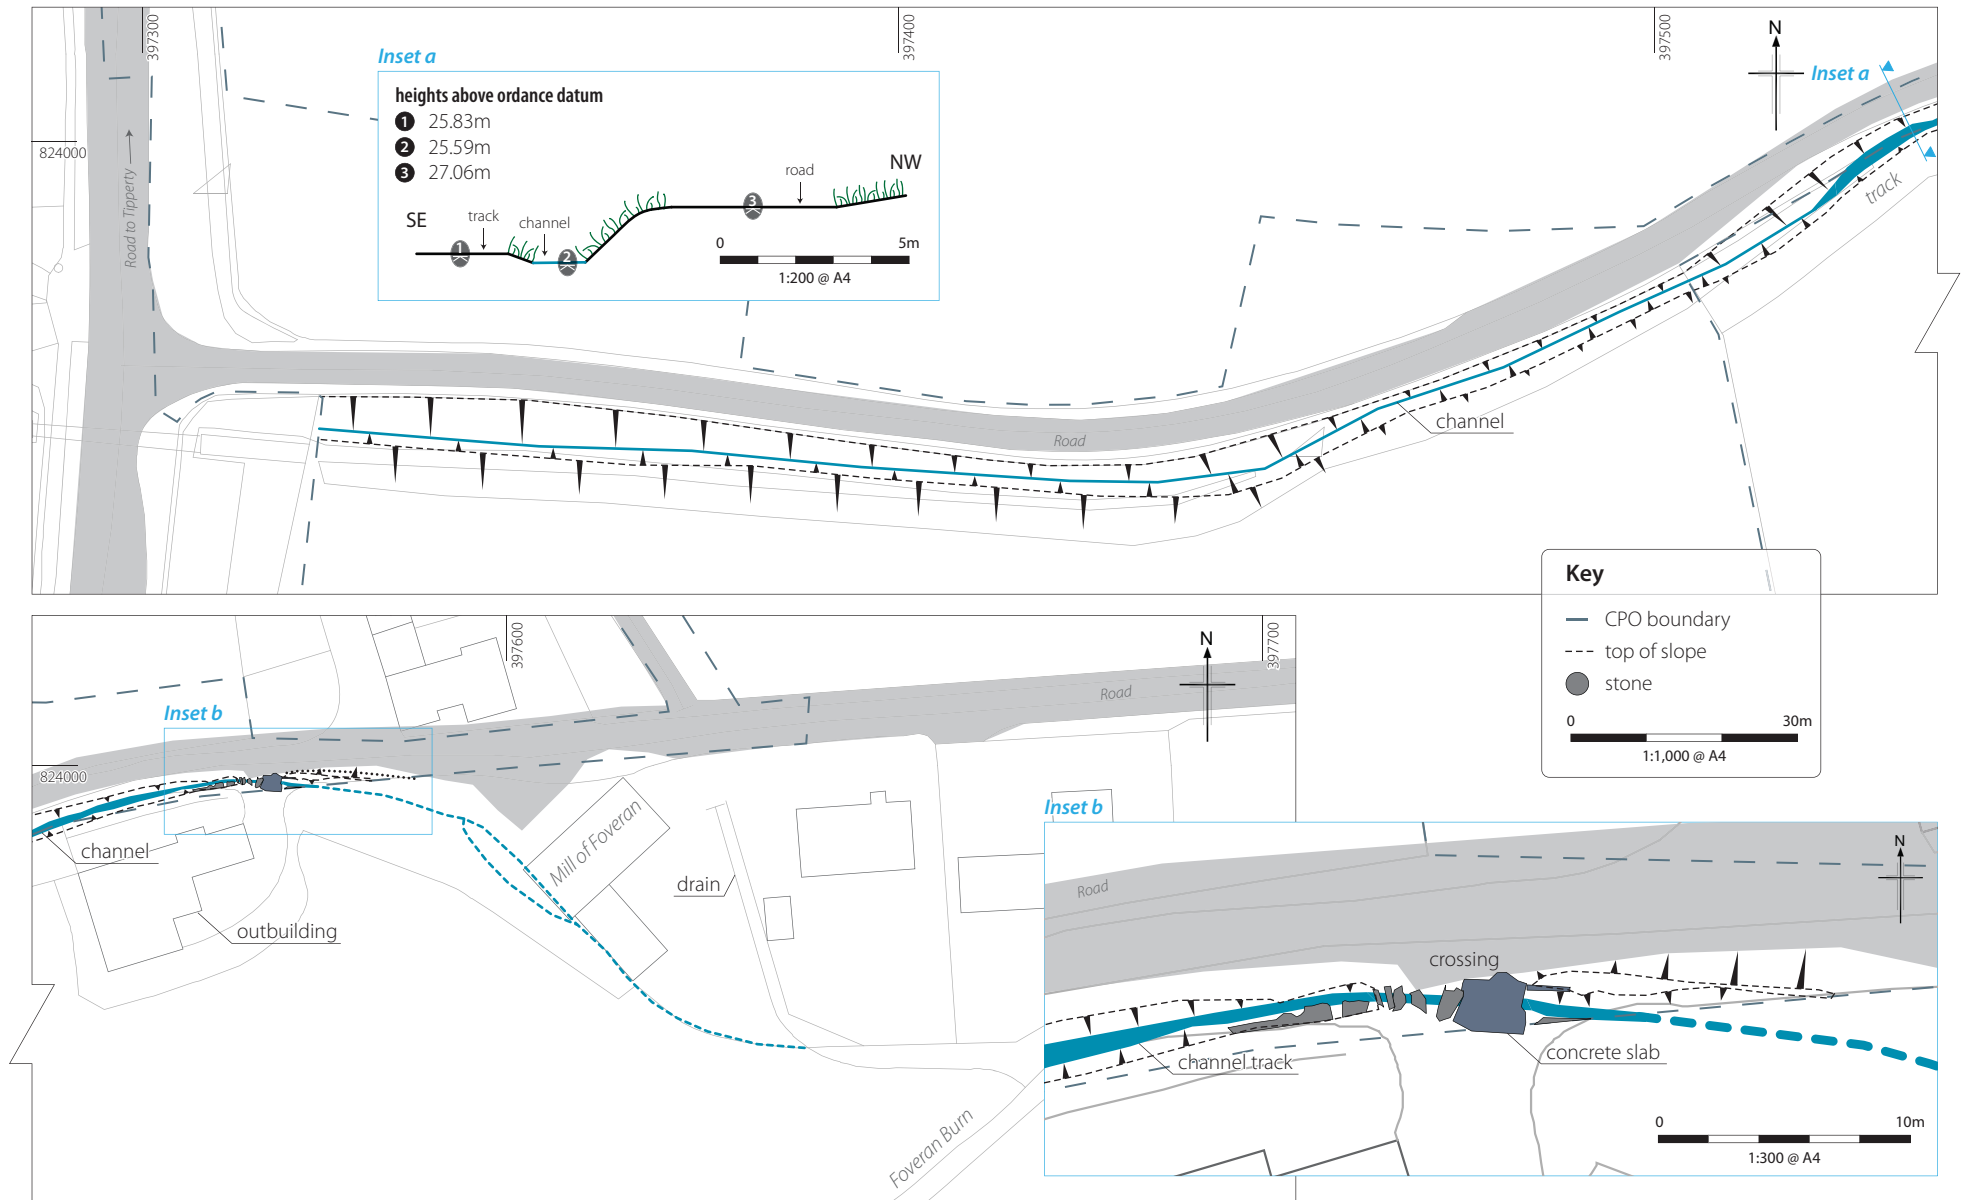 397300
397400
397500
N
Inset a
Inset a
heights above ordance datum
1 25.83m
2 25.59m
3 27.06m
NW
SE
track
channel
road
1
2
3
0 5m
1:200 @ A4
824000
Road to Tipperty
track
Road
channel
Key
CPO boundary
top of slope
stone
0 30m
1:1,000 @ A4
397600
397700
N
Road
Inset b
824000
channel
outbuilding
Mill of Foveran
drain
Foveran Burn
Inset b
N
Road
crossing
channel track
concrete slab
0 10m
1:300 @ A4